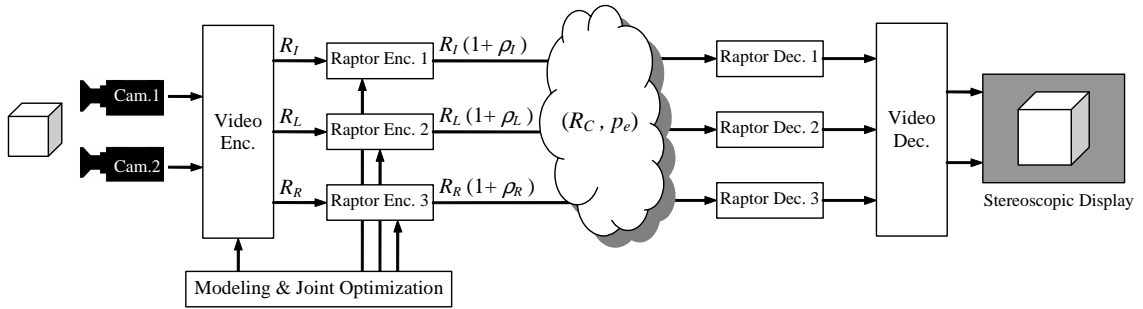 Cam.1
Cam.2
Video
Enc.
R_I
R_L
R_R
Raptor Enc. 1
Raptor Enc. 2
Raptor Enc. 3
R_I (1+ ρ_I)
R_L (1+ ρ_L)
R_R (1+ ρ_R)
(R_C , p_e)
Raptor Dec. 1
Raptor Dec. 2
Raptor Dec. 3
Video
Dec.
Stereoscopic Display
Modeling & Joint Optimization